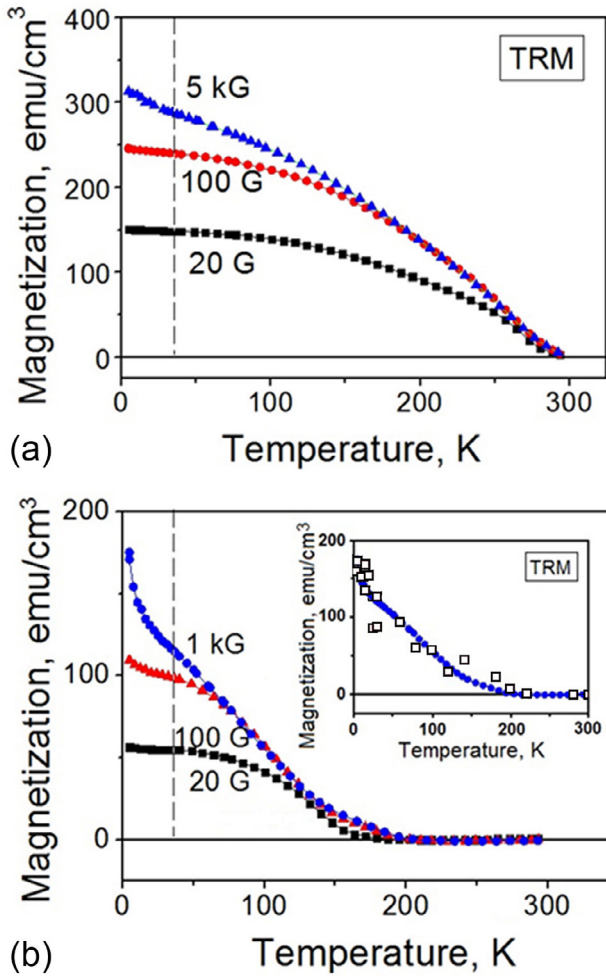 400
300
200
100
0
Magnetization, emu/cm³
TRM
5 kG
100 G
20 G
0
100
200
300
Temperature, K
(a)
200
100
0
Magnetization, emu/cm³
1 kG
100 G
20 G
200
100
0
Magnetization, emu/cm³
TRM
0
100
200
300
Temperature, K
0
100
200
300
Temperature, K
(b)